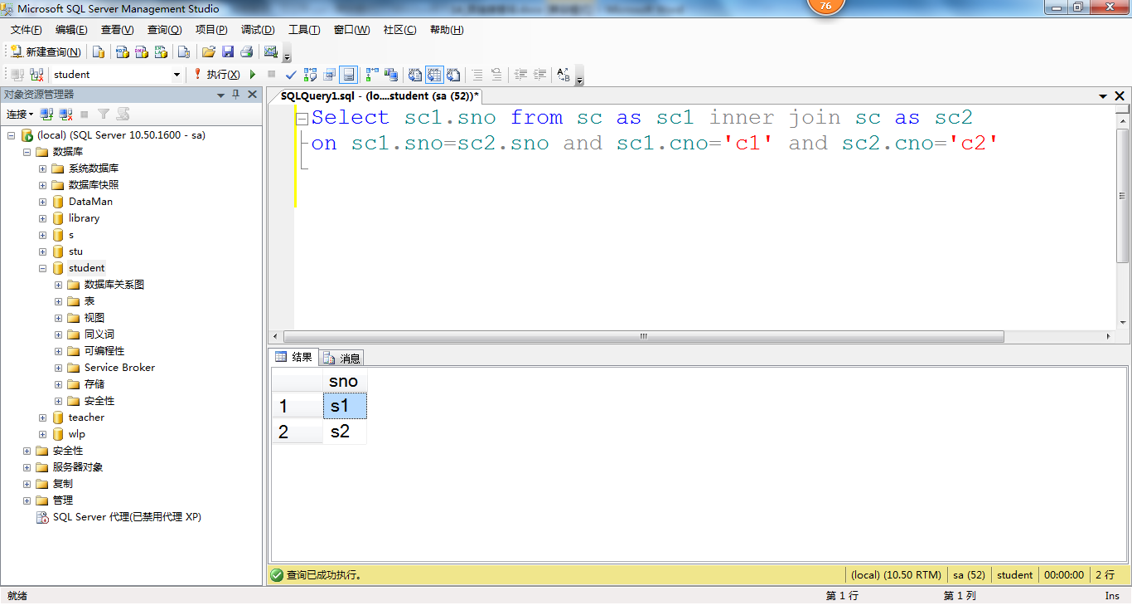 Microsoft SQL Server Management Studio
76
文件(F) 编辑(E) 查看(V) 查询(Q) 项目(P) 调试(D) 工具(T) 窗口(W) 社区(C) 帮助(H)
新建查询(N)
student
执行(X)
对象资源管理器
连接
(local) (SQL Server 10.50.1600 - sa)
数据库
系统数据库
数据库快照
DataMan
library
s
stu
student
数据库关系图
表
视图
同义词
可编程性
Service Broker
存储
安全性
teacher
wlp
安全性
服务器对象
复制
管理
SQL Server 代理(已禁用代理 XP)
SQLQuery1.sql - (lo....student (sa (52))*
Select sc1.sno from sc as sc1 inner join sc as sc2
on sc1.sno=sc2.sno and sc1.cno='c1' and sc2.cno='c2'
结果 消息
sno
1 s1
2 s2
查询已成功执行。 (local) (10.50 RTM) sa (52) student 00:00:00 2 行
就绪 第 1 行 第 1 列 Ins